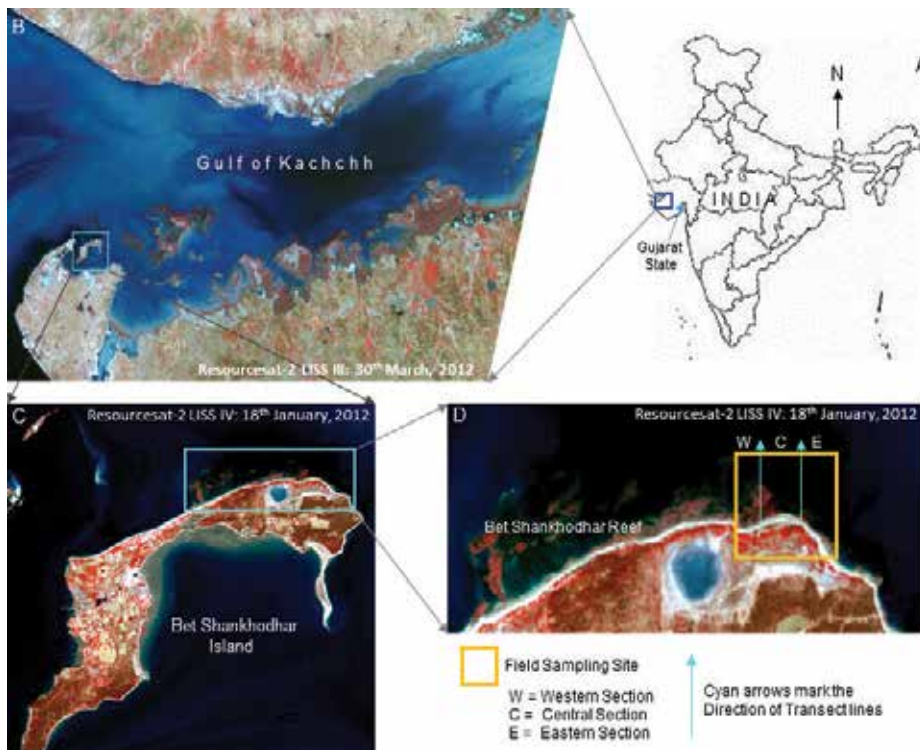 B
Gulf of Kachchh
Resourcesat-2 LISS III: 30th March, 2012
A
N
INDIA
Gujarat
State
C
Resourcesat-2 LISS IV: 18th January, 2012
Bet Shankhodhar
Island
D
Resourcesat-2 LISS IV: 18th January, 2012
W C E
Bet Shankhodhar Reef
Field Sampling Site
W = Western Section
C = Central Section
E = Eastern Section
Cyan arrows mark the
Direction of Transect lines